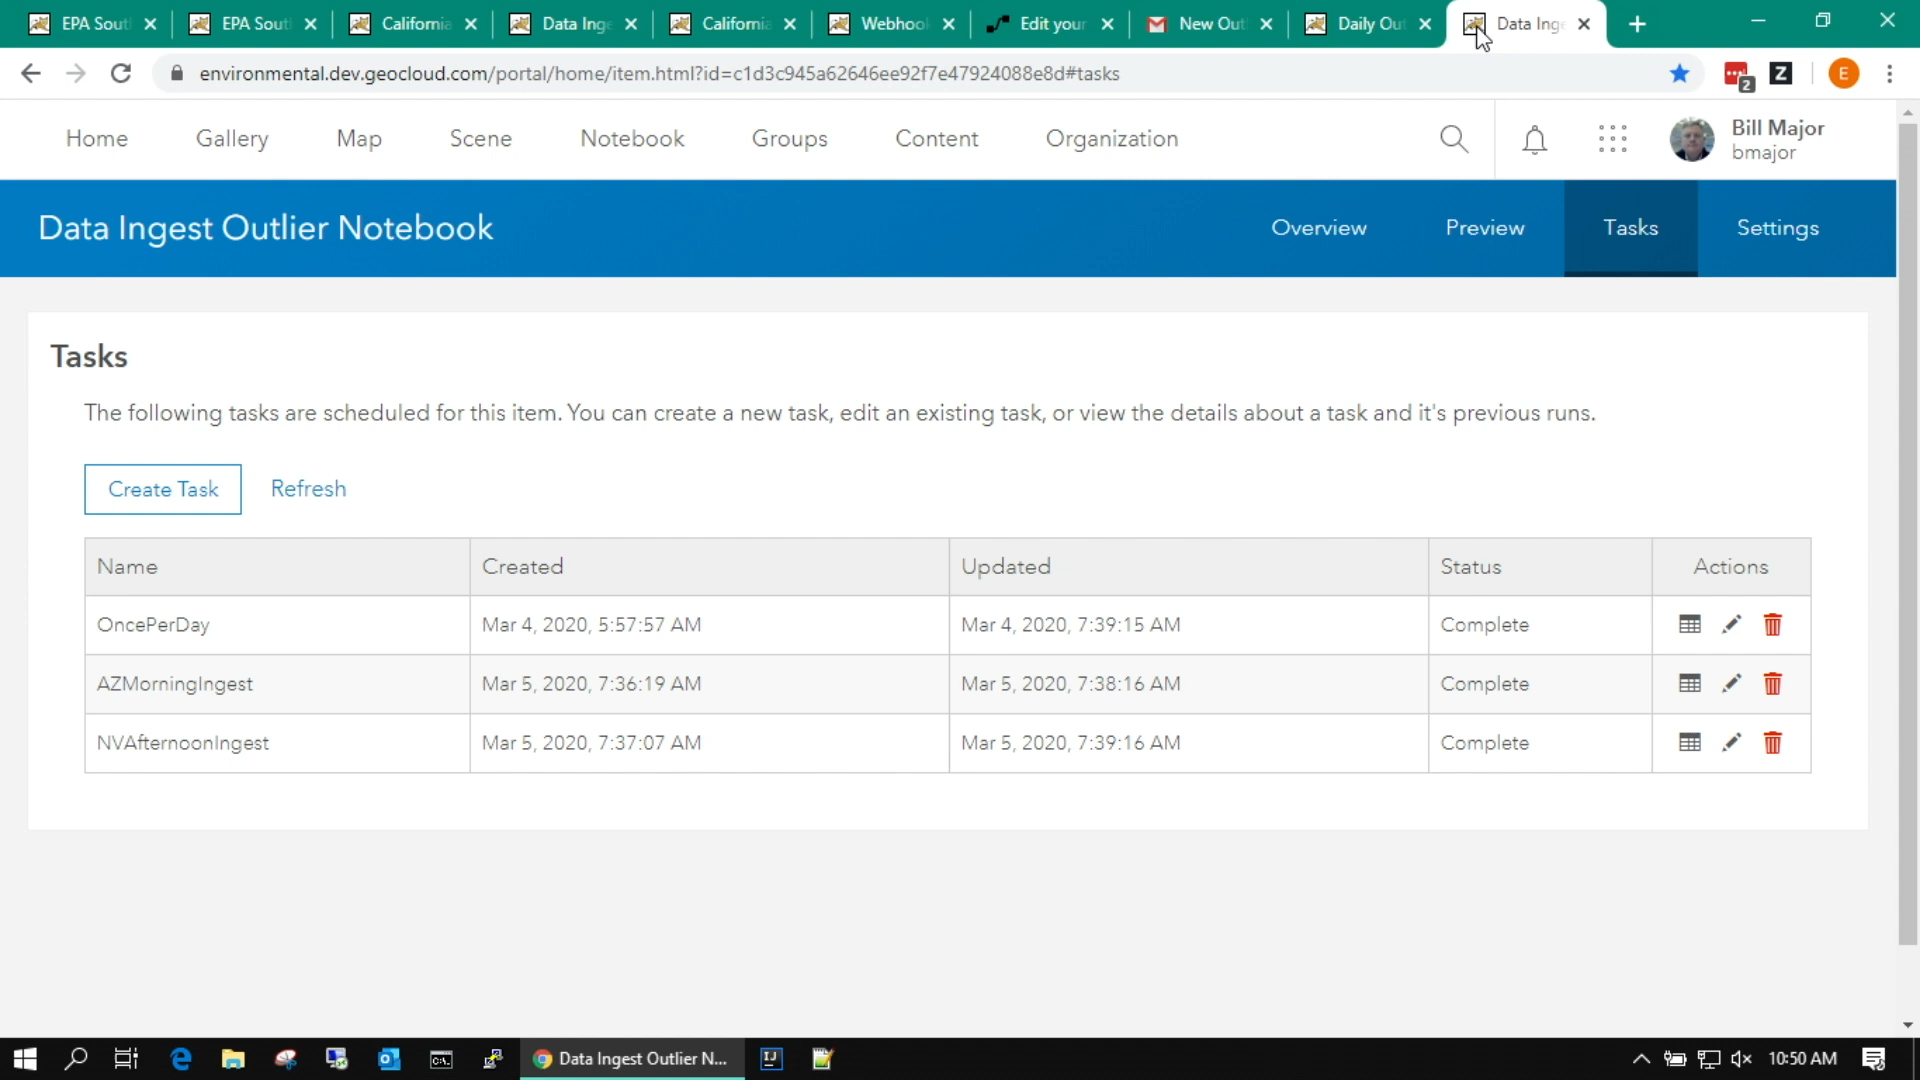 EPA Sout
EPA Sout
California
Data Inge
California
Webhook
Edit your
New Out
Daily Out
Data Inge
environmental.dev.geocloud.com/portal/home/item.html?id=c1d3c945a62646ee92f7e47924088e8d#tasks
2
Z
E
Home
Gallery
Map
Scene
Notebook
Groups
Content
Organization
Bill Major
bmajor
Data Ingest Outlier Notebook
Overview
Preview
Tasks
Settings
Tasks
The following tasks are scheduled for this item. You can create a new task, edit an existing task, or view the details about a task and it's previous runs.
Create Task
Refresh
Name Created Updated Status Actions
OncePerDay Mar 4, 2020, 5:57:57 AM Mar 4, 2020, 7:39:15 AM Complete
AZMorningIngest Mar 5, 2020, 7:36:19 AM Mar 5, 2020, 7:38:16 AM Complete
NVAfternoonIngest Mar 5, 2020, 7:37:07 AM Mar 5, 2020, 7:39:16 AM Complete
Data Ingest Outlier N...
IJ
10:50 AM